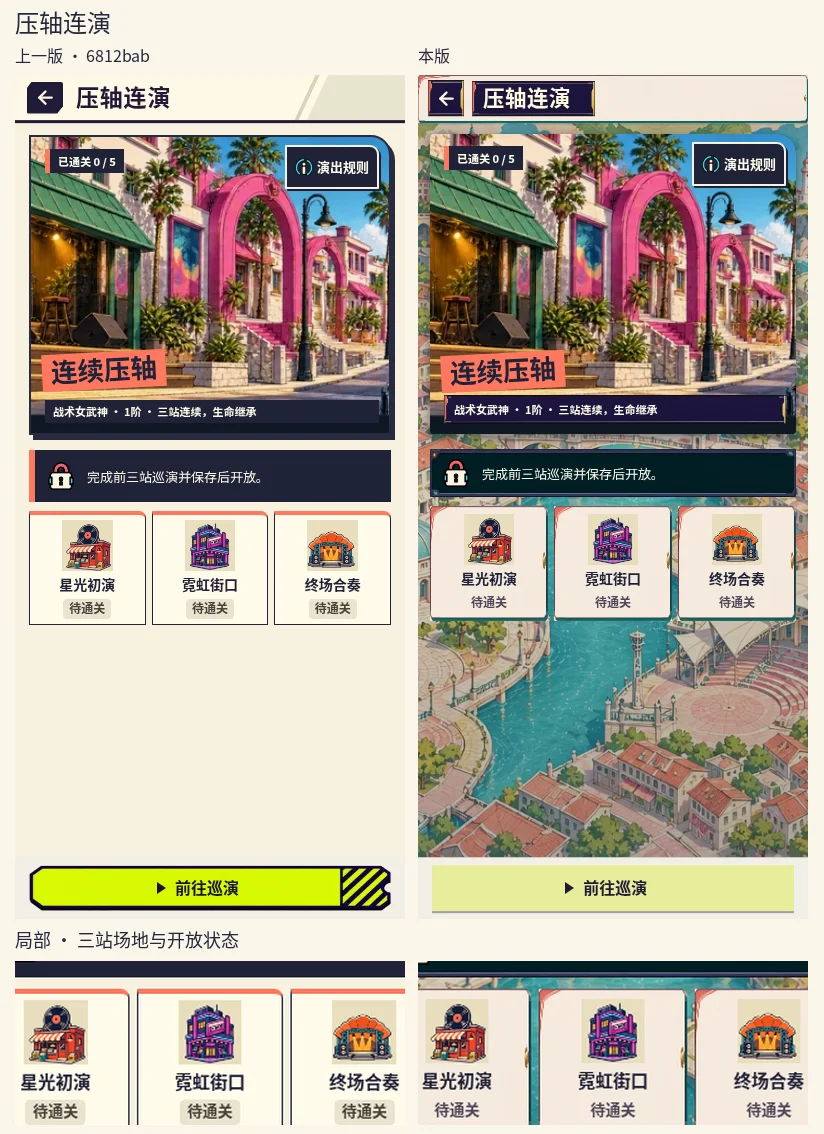 压轴连演
上一版 · 6812bab
本版
压轴连演
已通关 0 / 5
演出规则
连续压轴
战术女武神 · 1阶 · 三站连续，生命继承
完成前三站巡演并保存后开放。
星光初演
霓虹街口
终场合奏
待通关
待通关
待通关
前往巡演
压轴连演
已通关 0 / 5
演出规则
连续压轴
战术女武神 · 1阶 · 三站连续，生命继承
完成前三站巡演并保存后开放。
星光初演
霓虹街口
终场合奏
待通关
待通关
待通关
前往巡演
局部 · 三站场地与开放状态
星光初演
霓虹街口
终场合奏
待通关
待通关
待通关
星光初演
霓虹街口
终场合奏
待通关
待通关
待通关